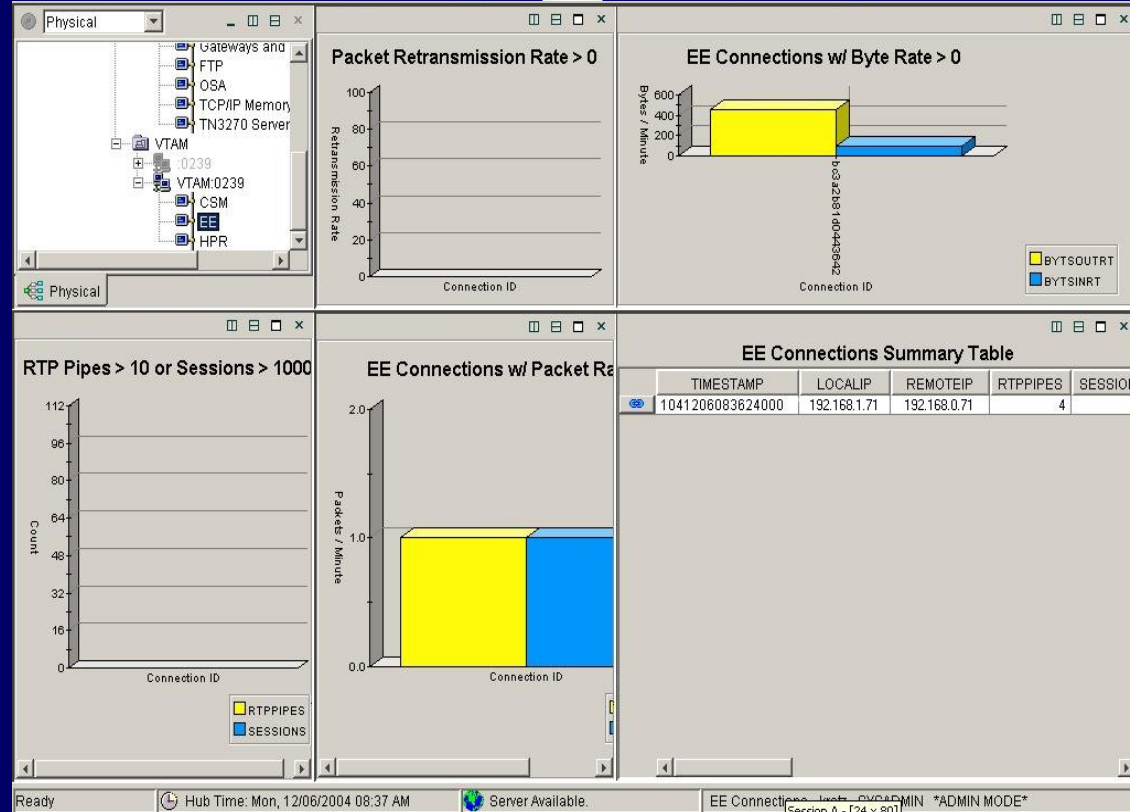 Physical
Gateways and
FTP
OSA
TCP/IP Memory
TN3270 Server
VTAM
:0239
VTAM:0239
CSM
EE
HPR
Physical
Packet Retransmission Rate > 0
Retransmission Rate
100
80
60
40
20
0
Connection ID
EE Connections w/ Byte Rate > 0
Bytes / Minute
600
400
200
0
Connection ID
BYTSOUTRT
BYTSINRT
RTP Pipes > 10 or Sessions > 1000
Count
112
96
80
64
48
32
16
0
Connection ID
RTPPIPES
SESSIONS
EE Connections w/ Packet Ra
Packets / Minute
2.0
1.0
0.0
Connection ID
EE Connections Summary Table
TIMESTAMP LOCALIP REMOTEIP RTPPIPES SESSIO
1041206083624000 192.168.1.71 192.168.0.71 4
Ready
Hub Time: Mon, 12/06/2004 08:37 AM
Server Available.
EE Connections *ADMIN MODE*
Session A - [24 x 80]